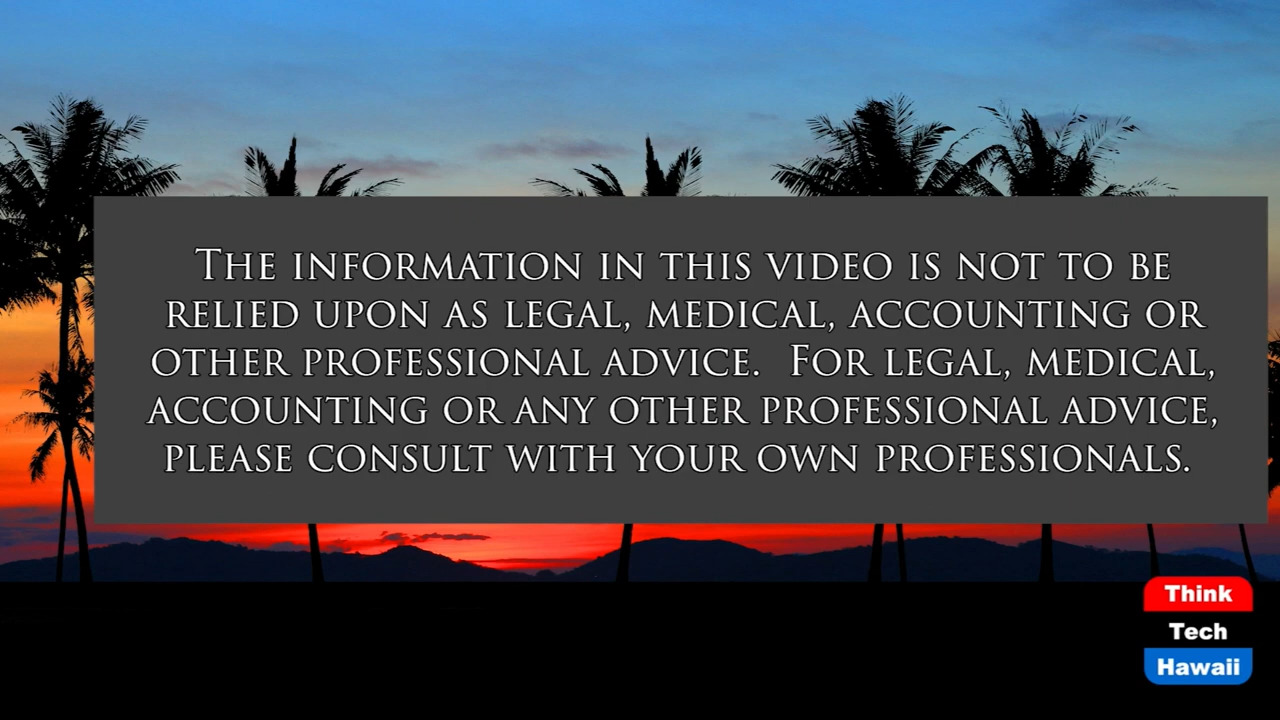 THE INFORMATION IN THIS VIDEO IS NOT TO BE
RELIED UPON AS LEGAL, MEDICAL, ACCOUNTING OR
OTHER PROFESSIONAL ADVICE. FOR LEGAL, MEDICAL,
ACCOUNTING OR ANY OTHER PROFESSIONAL ADVICE,
PLEASE CONSULT WITH YOUR OWN PROFESSIONALS.
Think
Tech
Hawaii